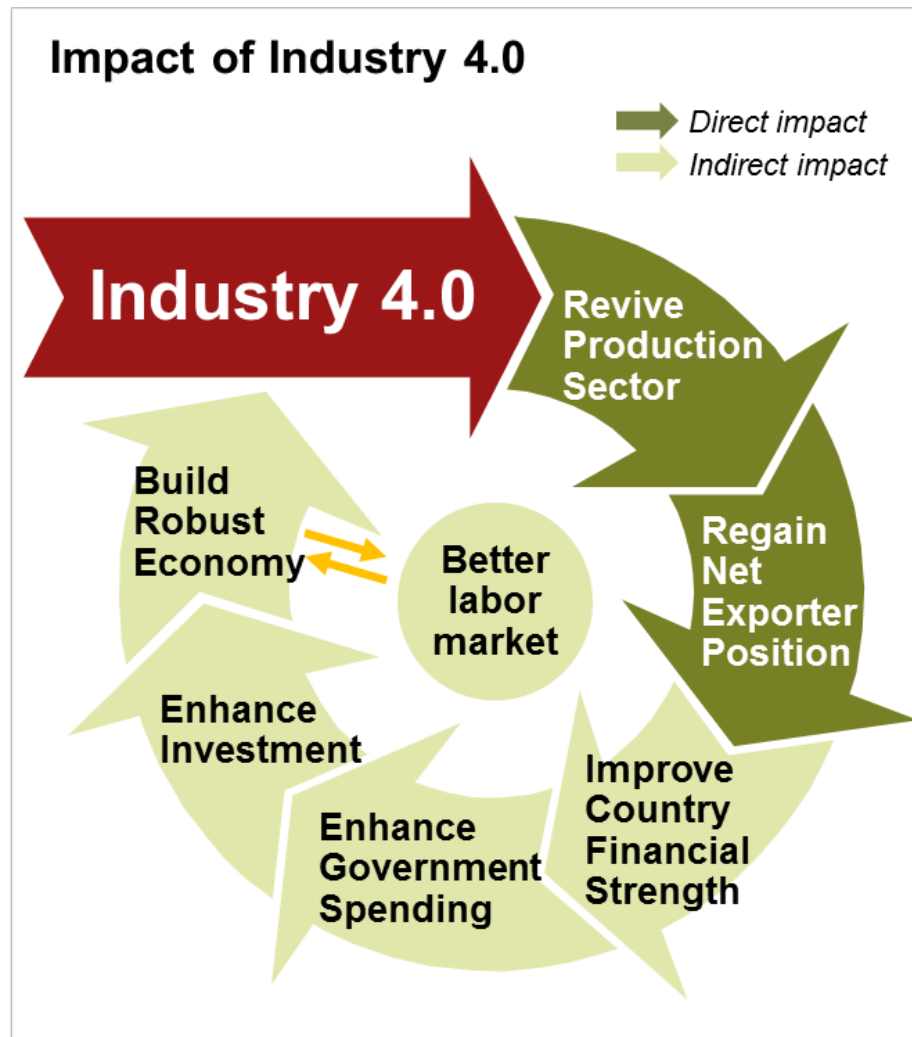 Impact of Industry 4.0
Direct impact
Indirect impact
Industry 4.0
Revive
Production
Sector
Regain
Net
Exporter
Position
Improve
Country
Financial
Strength
Enhance
Government
Spending
Enhance
Investment
Build
Robust
Economy
Better
labor
market